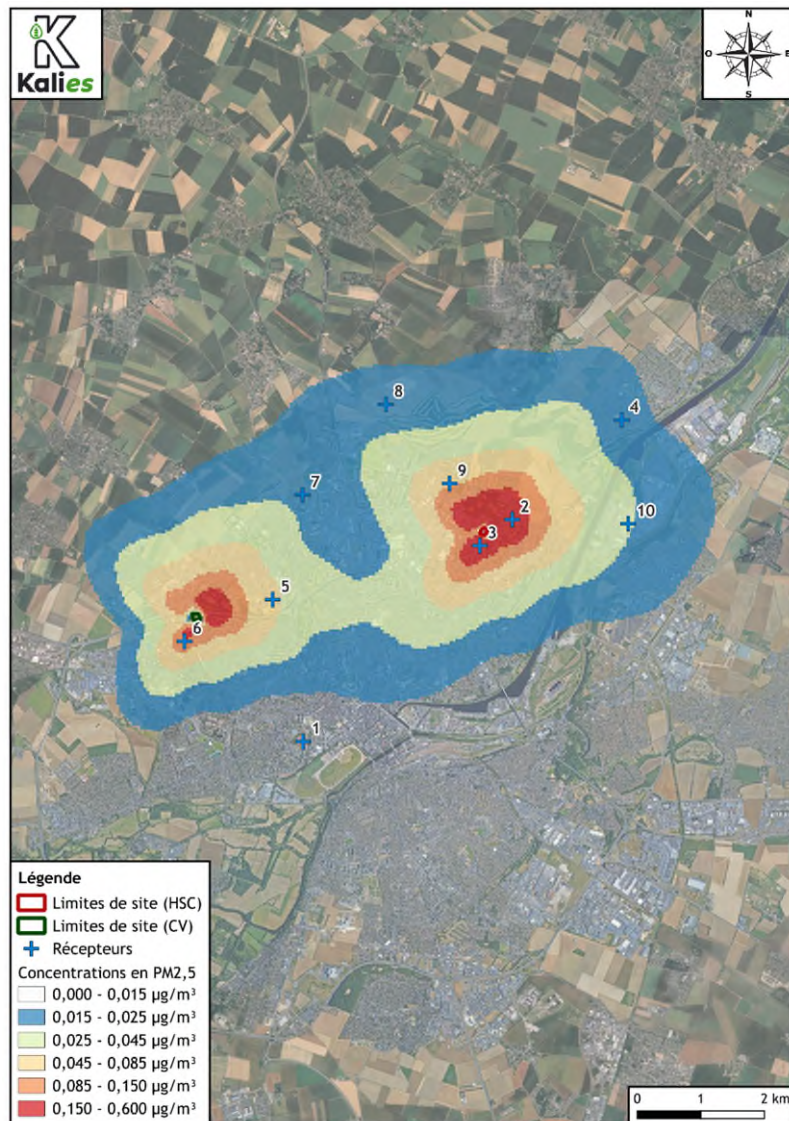 Kalies
N
O
E
S
8
4
7
9
2
10
3
5
6
1
Légende
Limites de site (HSC)
Limites de site (CV)
Récepteurs
Concentrations en PM2,5
0,000 - 0,015 µg/m³
0,015 - 0,025 µg/m³
0,025 - 0,045 µg/m³
0,045 - 0,085 µg/m³
0,085 - 0,150 µg/m³
0,150 - 0,600 µg/m³
0 1 2 km